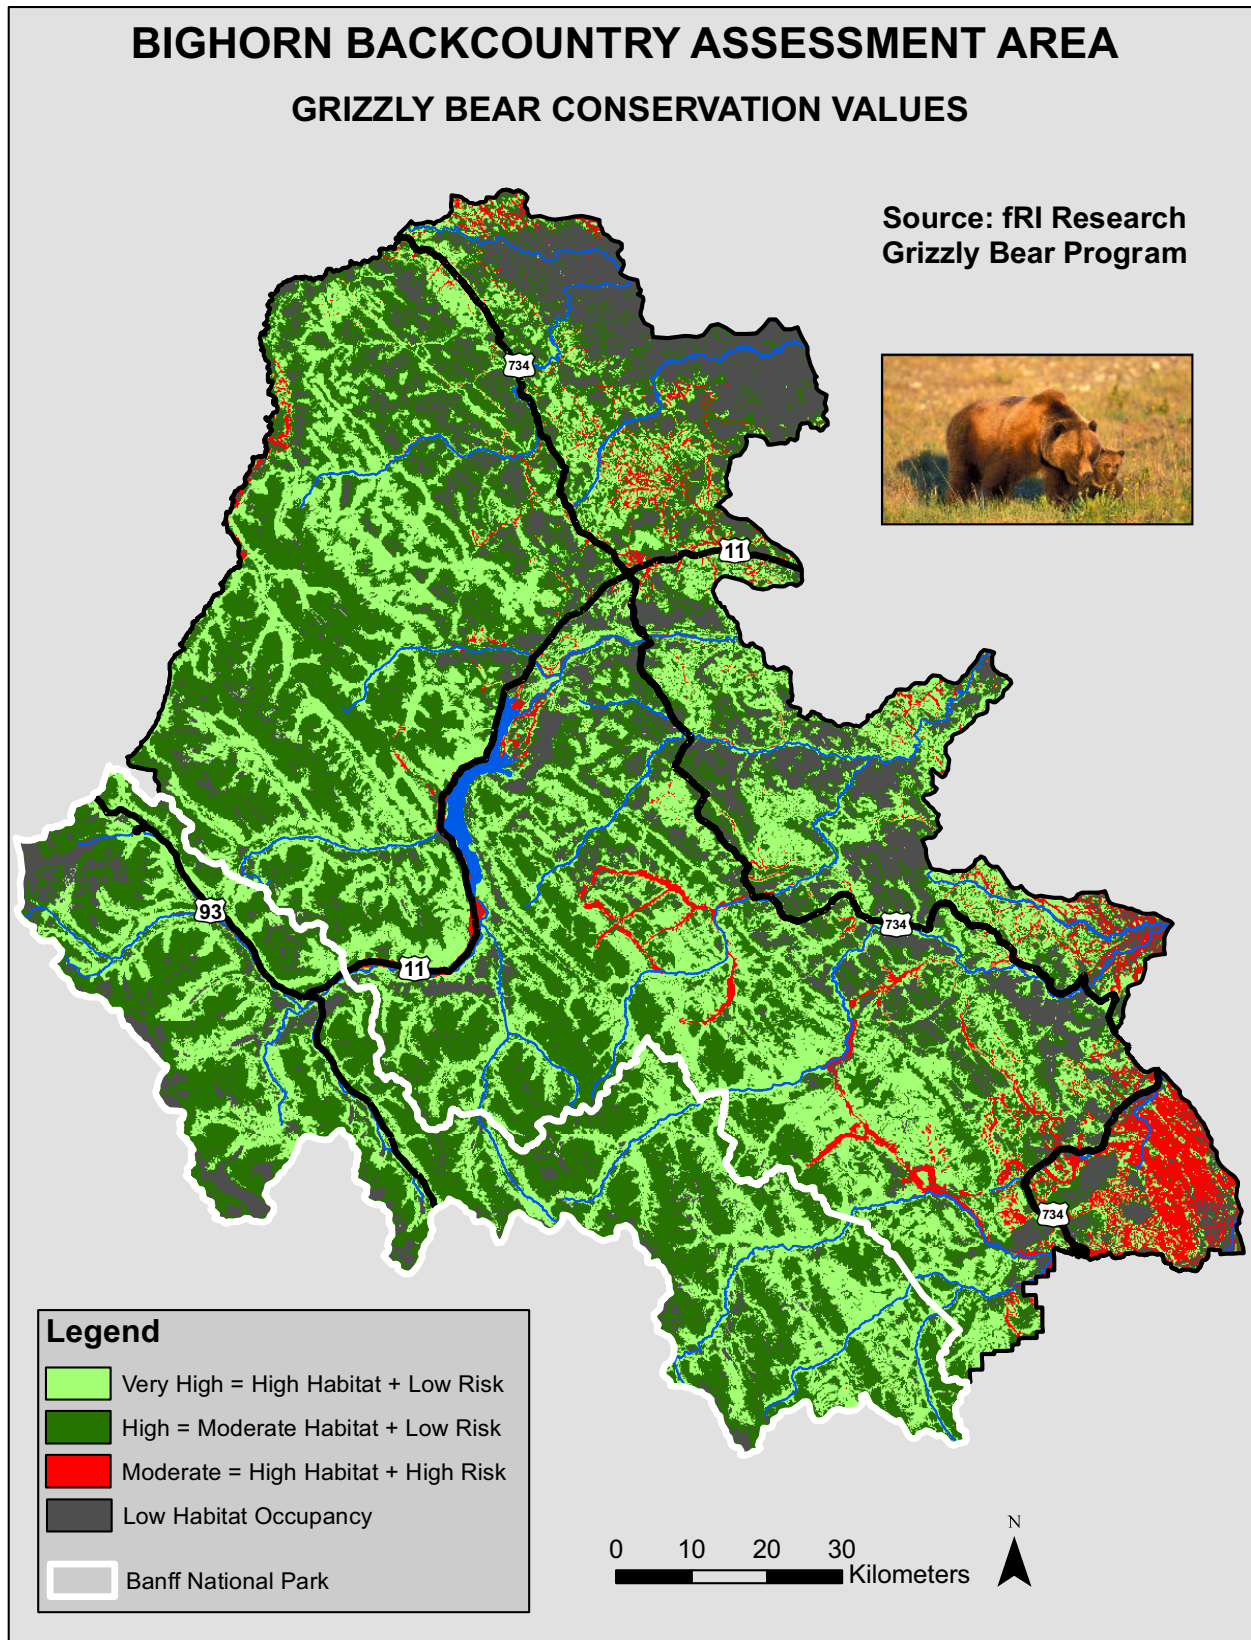 BIGHORN BACKCOUNTRY ASSESSMENT AREA
GRIZZLY BEAR CONSERVATION VALUES
Source: fRI Research
Grizzly Bear Program
734
11
93
11
734
734
Legend
Very High = High Habitat + Low Risk
High = Moderate Habitat + Low Risk
Moderate = High Habitat + High Risk
Low Habitat Occupancy
Banff National Park
0 10 20 30
Kilometers
N